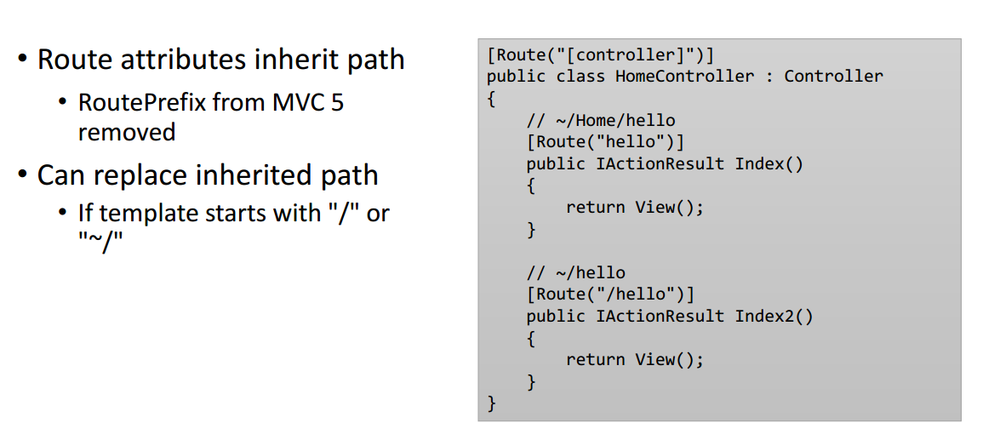 • Route attributes inherit path
• RoutePrefix from MVC 5
removed
• Can replace inherited path
• If template starts with "/" or
"~/"
[Route("[controller]")]
public class HomeController : Controller
{
    // ~/Home/hello
    [Route("hello")]
    public IActionResult Index()
    {
        return View();
    }

    // ~/hello
    [Route("/hello")]
    public IActionResult Index2()
    {
        return View();
    }
}